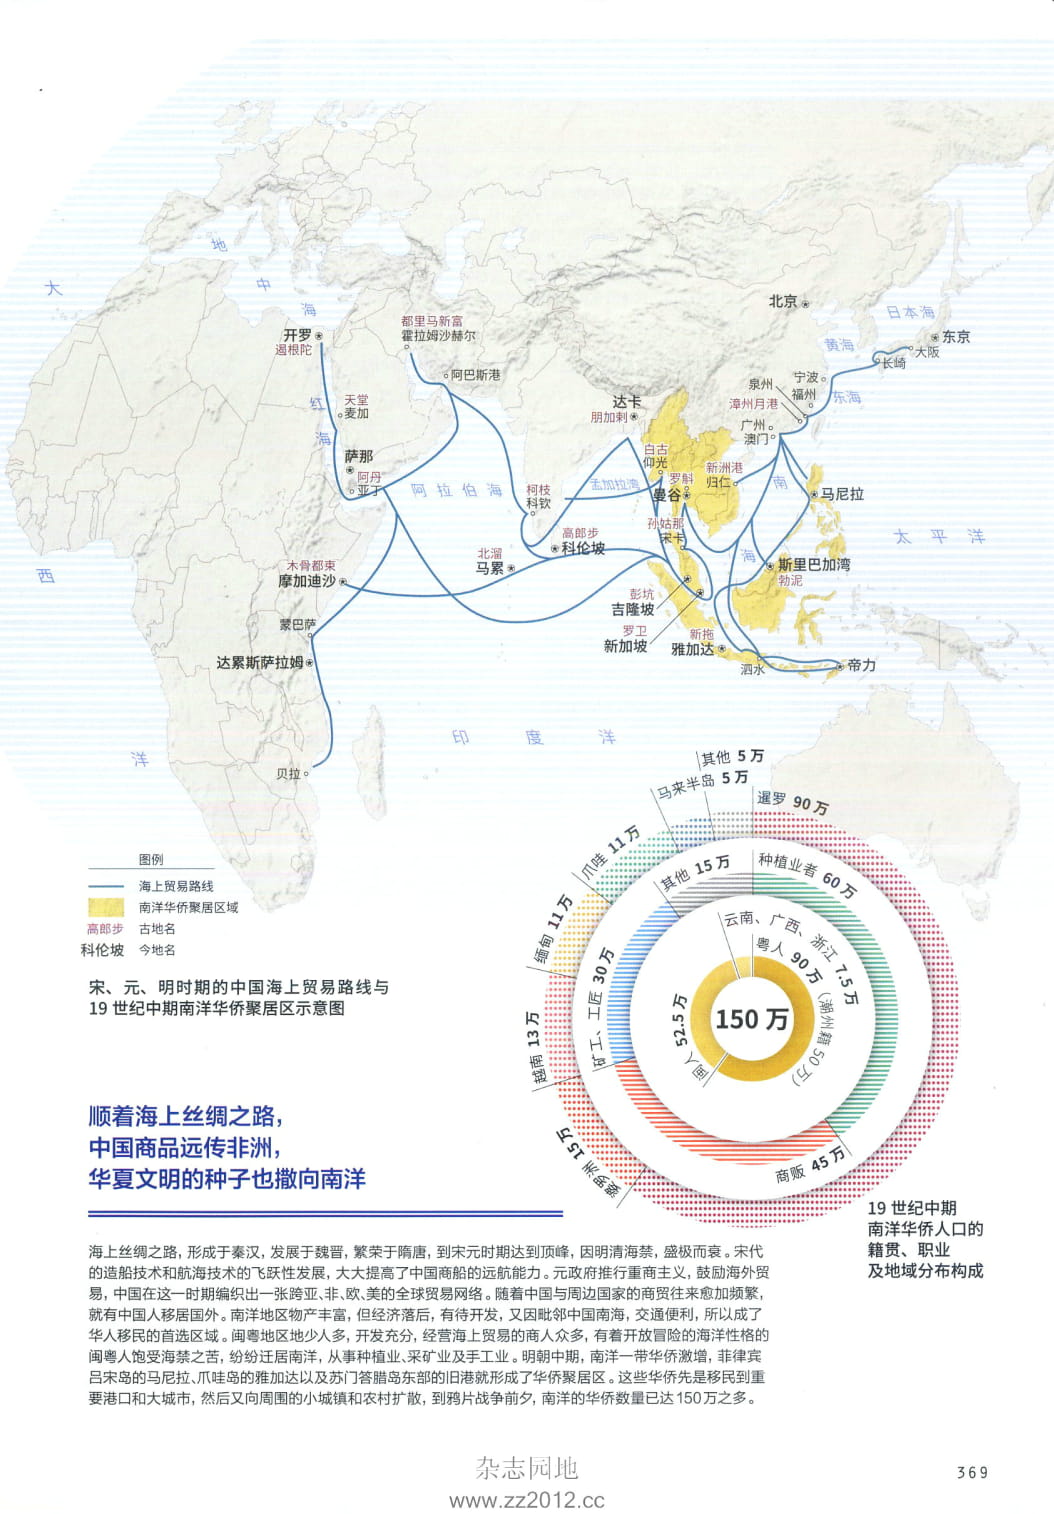 大
西
洋
地
中
海
红
海
阿拉伯海
孟加拉湾
印度洋
太平洋
南
海
东海
黄海
日本海
开罗
遏根陀
都里马新富
霍拉姆沙赫尔
阿巴斯港
天堂
麦加
萨那
阿丹
亚丁
木骨都束
摩加迪沙
蒙巴萨
达累斯萨拉姆
贝拉
北溜
马累
柯枝
科钦
高郎步
科伦坡
达卡
朋加剌
白古
仰光
罗斛
曼谷
孙姑那
宋卡
新洲港
归仁
彭坑
吉隆坡
罗卫
新加坡
新拖
雅加达
泗水
帝力
斯里巴加湾
勃泥
马尼拉
北京
宁波
泉州
福州
漳州月港
广州
澳门
长崎
大阪
东京
图例
海上贸易路线
南洋华侨聚居区域
高郎步 古地名
科伦坡 今地名
宋、元、明时期的中国海上贸易路线与
19 世纪中期南洋华侨聚居区示意图
其他 5 万
马来半岛 5 万
暹罗 90 万
爪哇 11 万
缅甸 11 万
越南 13 万
婆罗洲 15 万
其他 15 万
种植业者 60 万
矿工、工匠 30 万
商贩 45 万
云南、广西、浙江 7.5 万
粤人 90 万（潮州籍 50 万）
闽人 52.5 万
150 万
19 世纪中期
南洋华侨人口的
籍贯、职业
及地域分布构成
顺着海上丝绸之路，
中国商品远传非洲，
华夏文明的种子也撒向南洋
海上丝绸之路，形成于秦汉，发展于魏晋，繁荣于隋唐，到宋元时期达到顶峰，因明清海禁，盛极而衰。宋代
的造船技术和航海技术的飞跃性发展，大大提高了中国商船的远航能力。元政府推行重商主义，鼓励海外贸
易，中国在这一时期编织出一张跨亚、非、欧、美的全球贸易网络。随着中国与周边国家的商贸往来愈加频繁，
就有中国人移居国外。南洋地区物产丰富，但经济落后，有待开发，又因毗邻中国南海，交通便利，所以成了
华人移民的首选区域。闽粤地区地少人多，开发充分，经营海上贸易的商人众多，有着开放冒险的海洋性格的
闽粤人饱受海禁之苦，纷纷迁居南洋，从事种植业、采矿业及手工业。明朝中期，南洋一带华侨激增，菲律宾
吕宋岛的马尼拉、爪哇岛的雅加达以及苏门答腊岛东部的旧港就形成了华侨聚居区。这些华侨先是移民到重
要港口和大城市，然后又向周围的小城镇和农村扩散，到鸦片战争前夕，南洋的华侨数量已达150万之多。
杂志园地
www.zz2012.cc
369